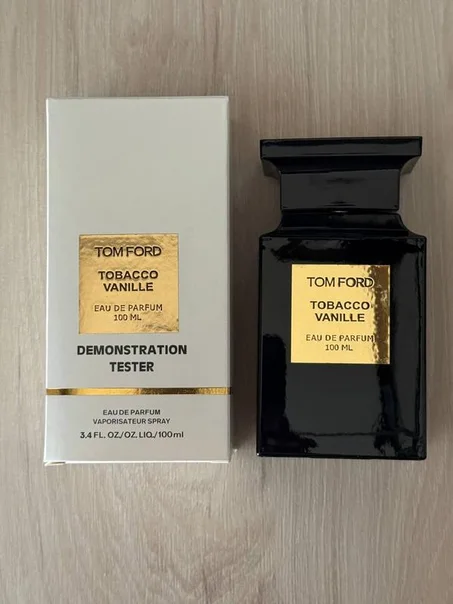 TOM FORD
TOBACCO
VANILLE
EAU DE PARFUM
100 ML
DEMONSTRATION
TESTER
EAU DE PARFUM
VAPORISATEUR SPRAY
3.4 FL. OZ./OZ. LIQ./100ml
TOM FORD
TOBACCO
VANILLE
EAU DE PARFUM
100 ML